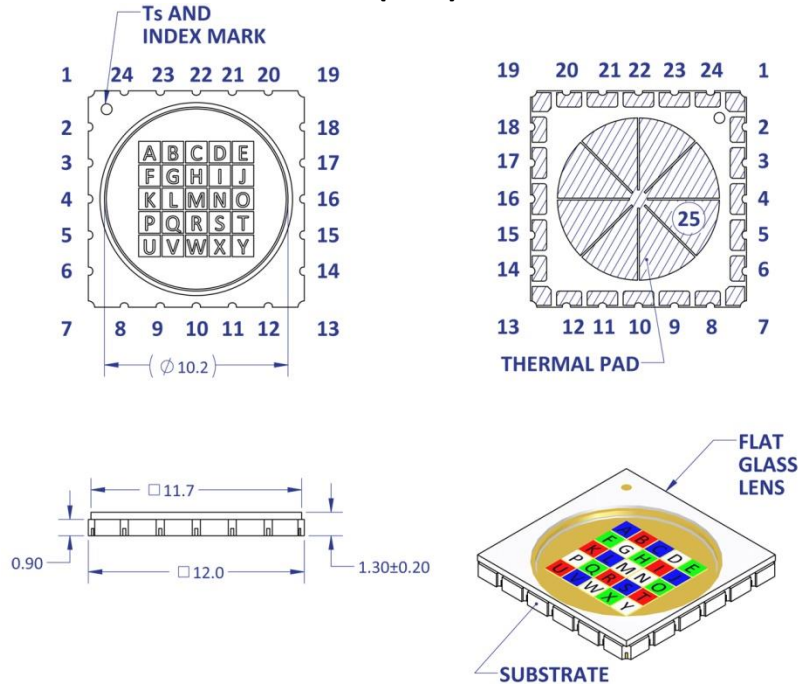 Ts AND
INDEX MARK
1 24 23 22 21 20 19
2 18
3 17
4 16
5 15
6 14
7 8 9 10 11 12 13
A B C D E
F G H I J
K L M N O
P Q R S T
U V W X Y
( Ø 10.2 )
19 20 21 22 23 24 1
18 2
17 3
16 4
15 25 5
14 6
13 12 11 10 9 8 7
THERMAL PAD
□ 11.7
0.90
□ 12.0
1.30±0.20
FLAT
GLASS
LENS
A B C D E
F G H I J
K L M N O
P Q R S T
U V W X Y
SUBSTRATE